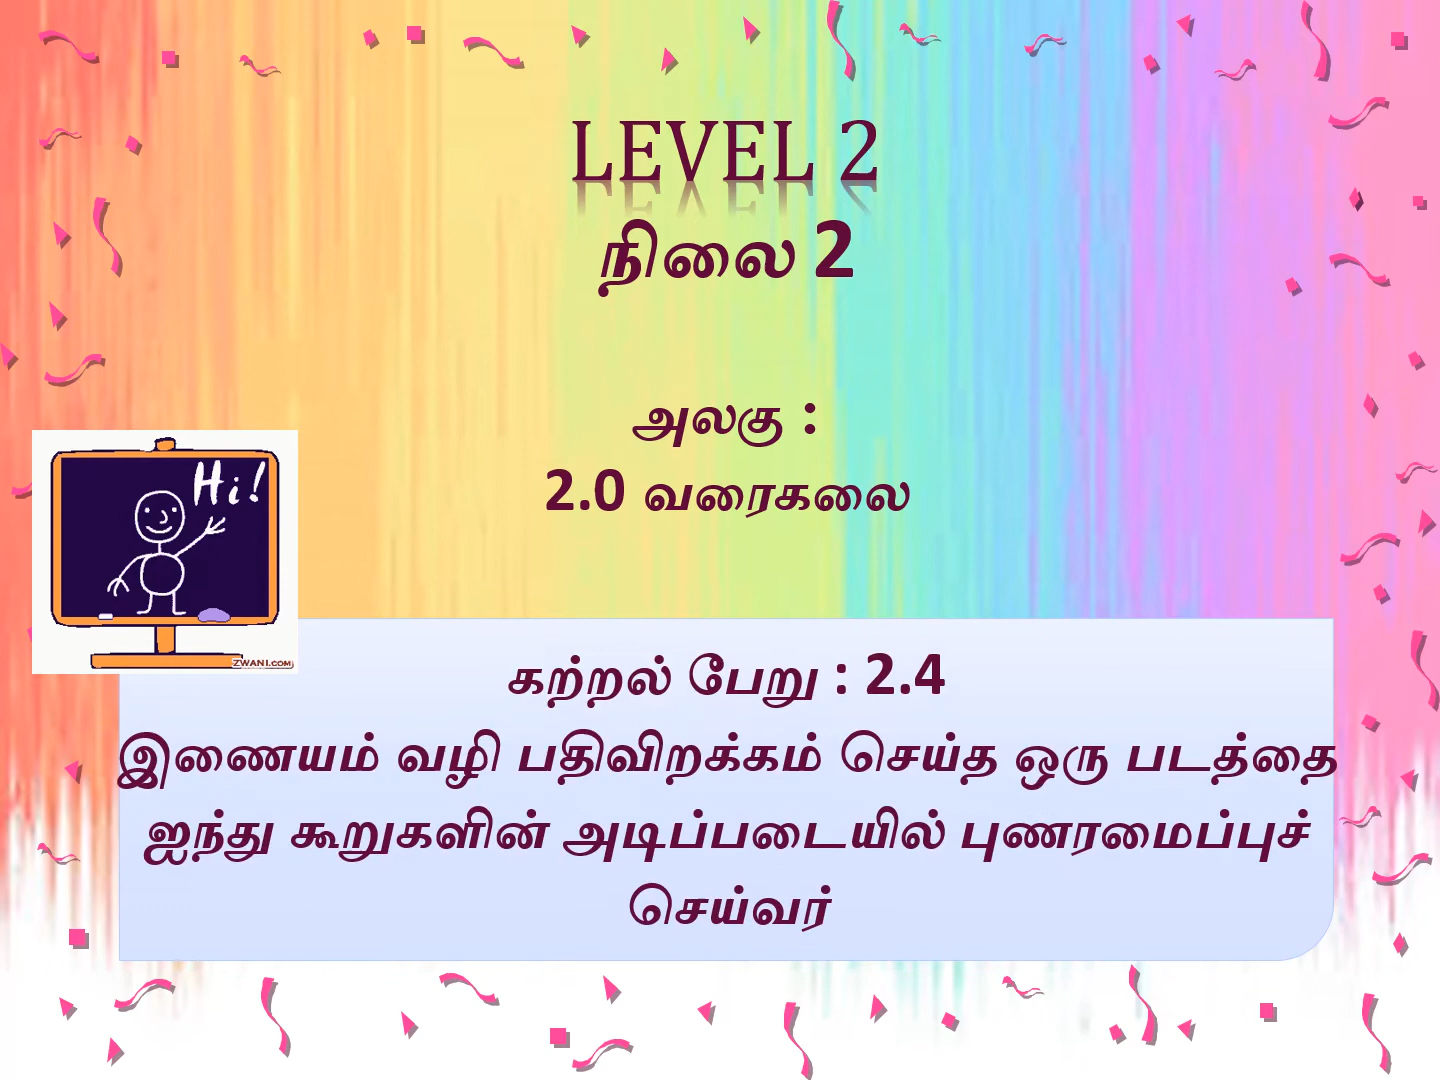 LEVEL 2
நிலை 2
அலகு :
2.0 வரைகலை
Hi!
ZWANI.COM
கற்றல் பேறு : 2.4
இணையம் வழி பதிவிறக்கம் செய்த ஒரு படத்தை
ஐந்து கூறுகளின் அடிப்படையில் புணரமைப்புச்
செய்வர்